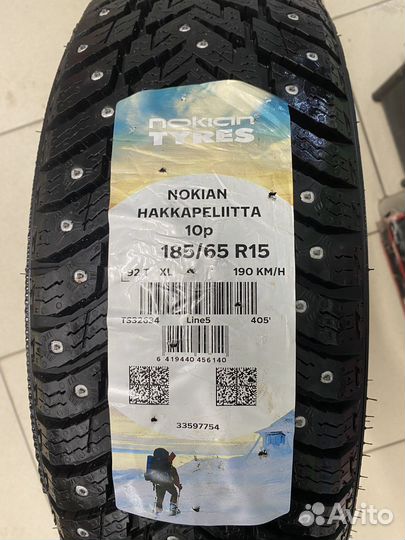 nokian
TYRES
NOKIAN
HAKKAPELIITTA
10p
185/65 R15
92 T XL 190 KM/H
TS32634 Line5 405'
6 419440 456140
33597754
Avito